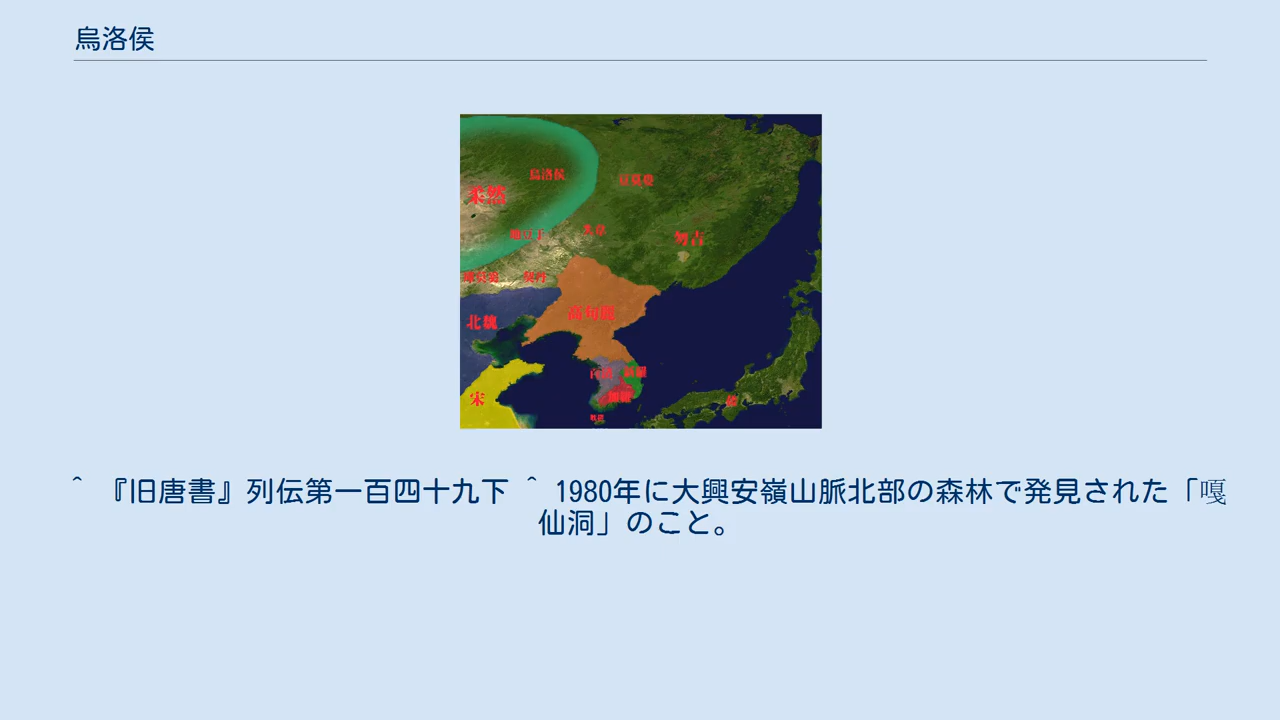 烏洛侯
烏洛侯
豆莫婁
柔然
地豆于
失韋
勿吉
庫莫奚
契丹
高句麗
北魏
百済
新羅
加羅
宋
倭
^ 『旧唐書』列伝第一百四十九下 ^ 1980年に大興安嶺山脈北部の森林で発見された「嘎
仙洞」のこと。